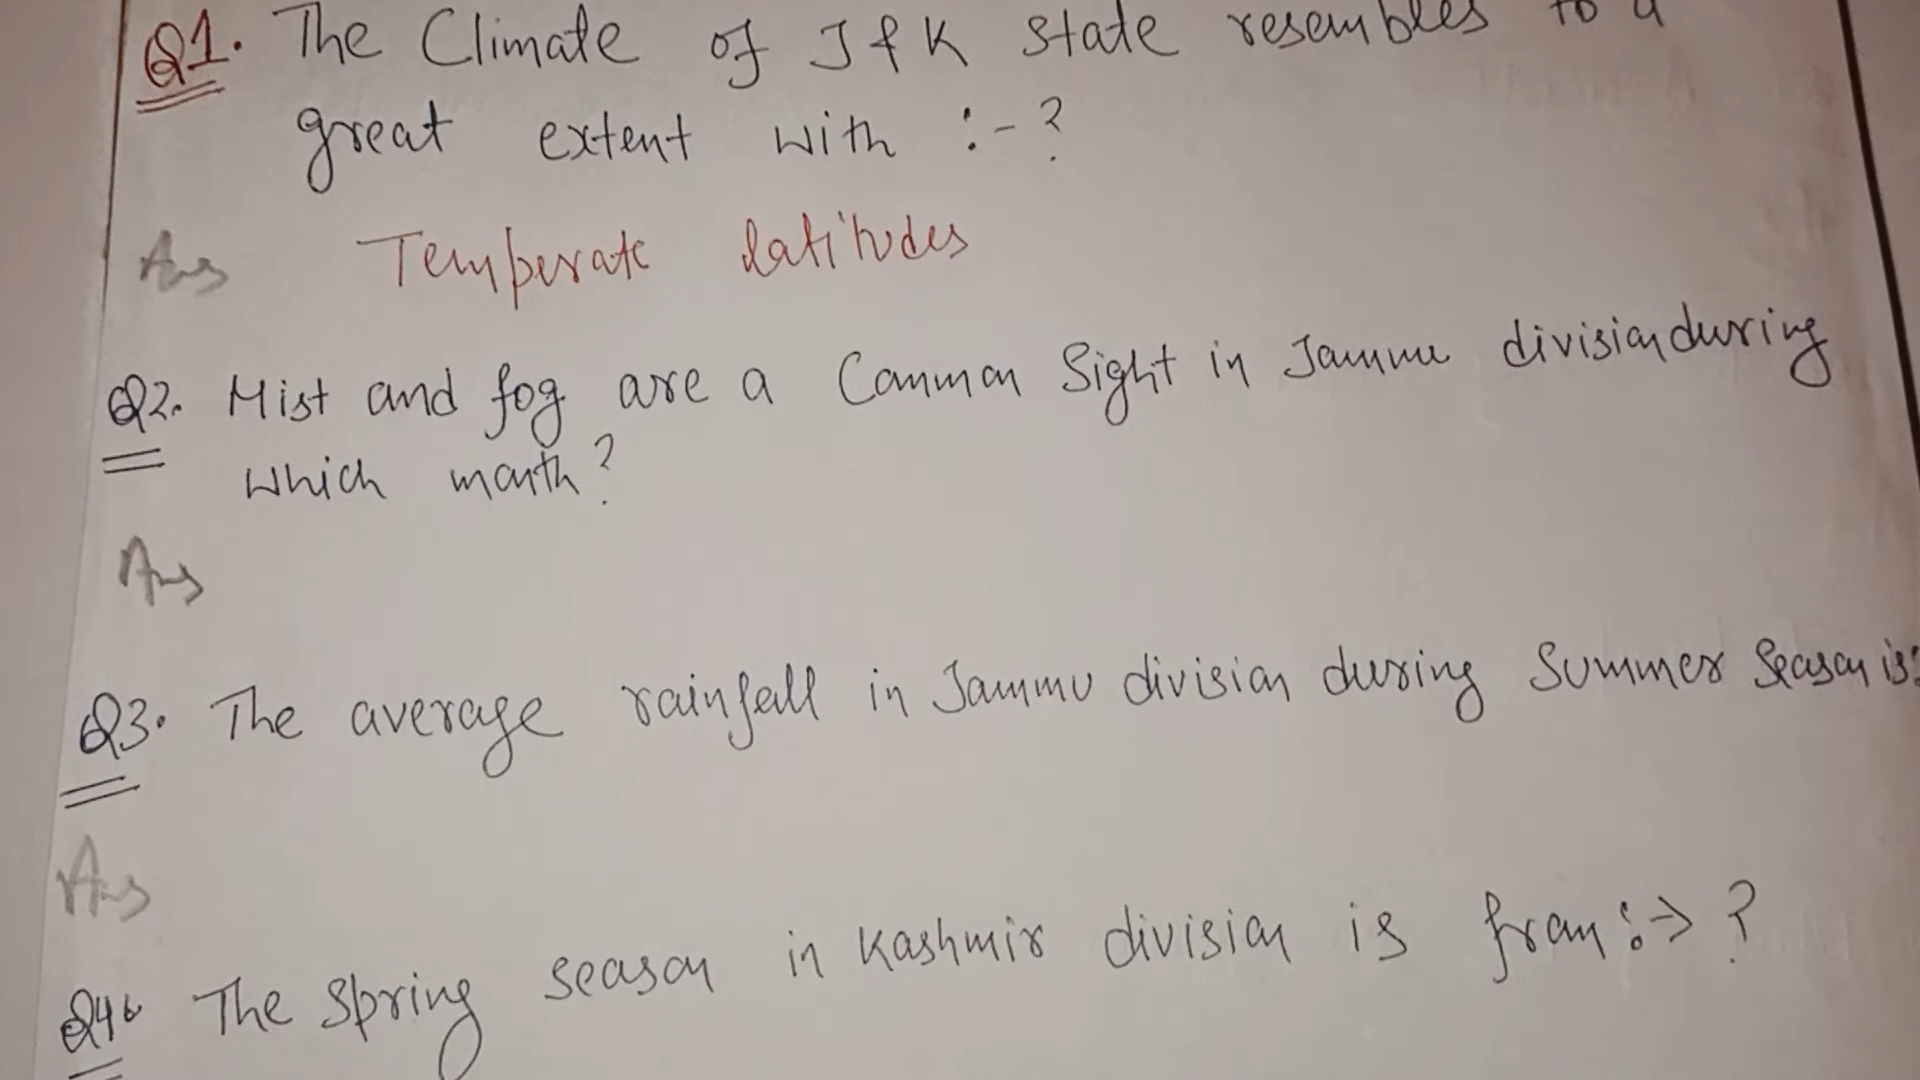 Q1. The Climate of J & K state resembles to a
great extent with :- ?
Ans Temperate latitudes
Q2. Mist and fog are a Common Sight in Jammu division during
which month ?
Ans
Q3. The average rainfall in Jammu division during Summer Season is:
Ans
Q4. The Spring season in Kashmir division is from :-> ?